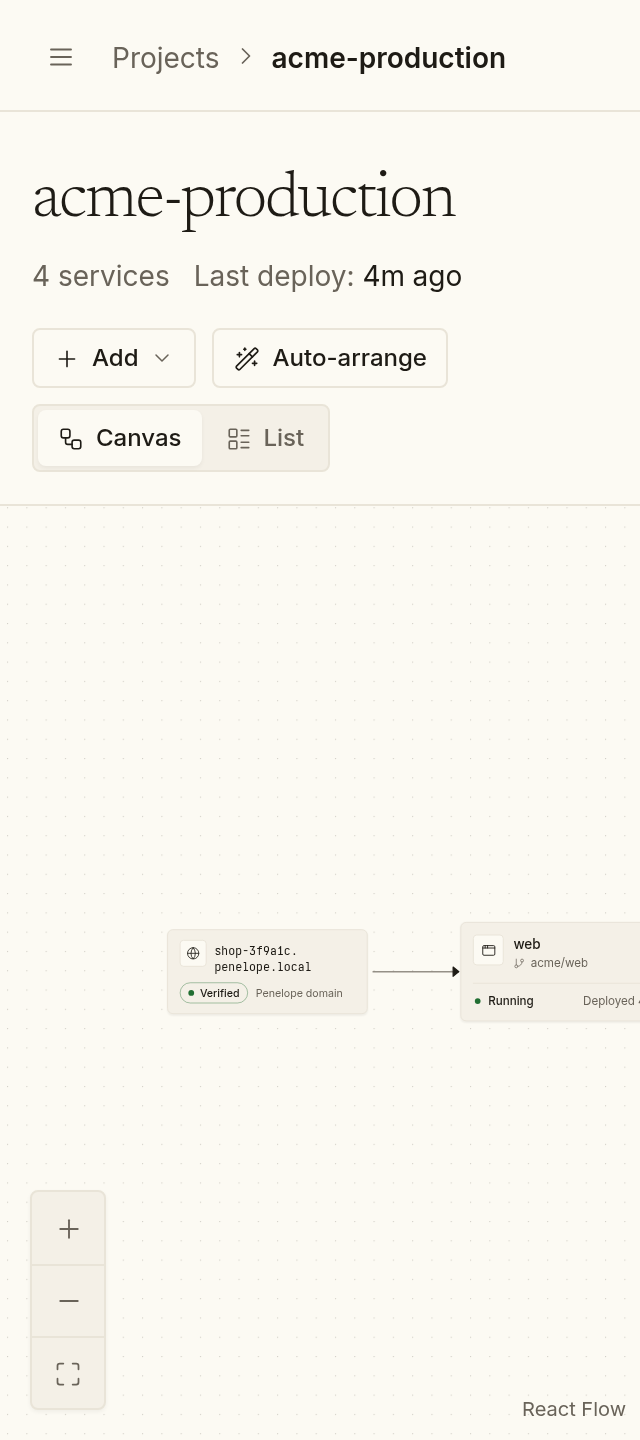 Projects > acme-production
acme-production
4 services Last deploy: 4m ago
Add
Auto-arrange
Canvas
List
shop-3f9a1c.
penelope.local
Verified Penelope domain
web
acme/web
Running Deployed
React Flow